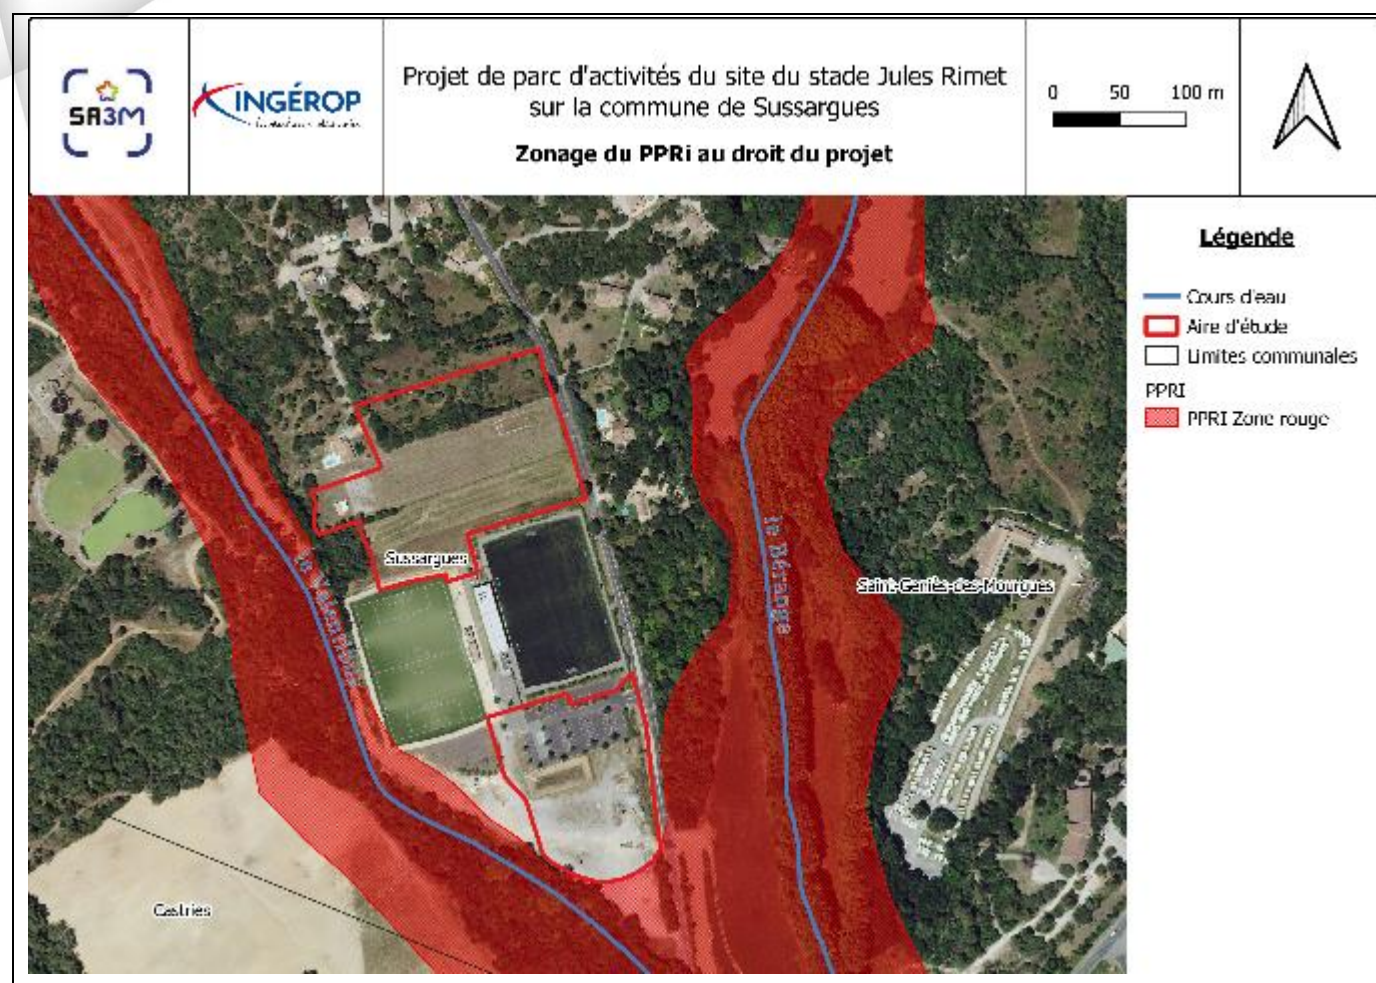 SA3M
INGÉROP
Projet de parc d'activités du site du stade Jules Rimet
sur la commune de Sussargues
Zonage du PPRi au droit du projet
0 50 100 m
Légende
Cours d'eau
Aire d'étude
Limites communales
PPRI
PPRI Zone rouge
le Bérange
Sussargues
Saint-Geniès-des-Mourgues
Castries